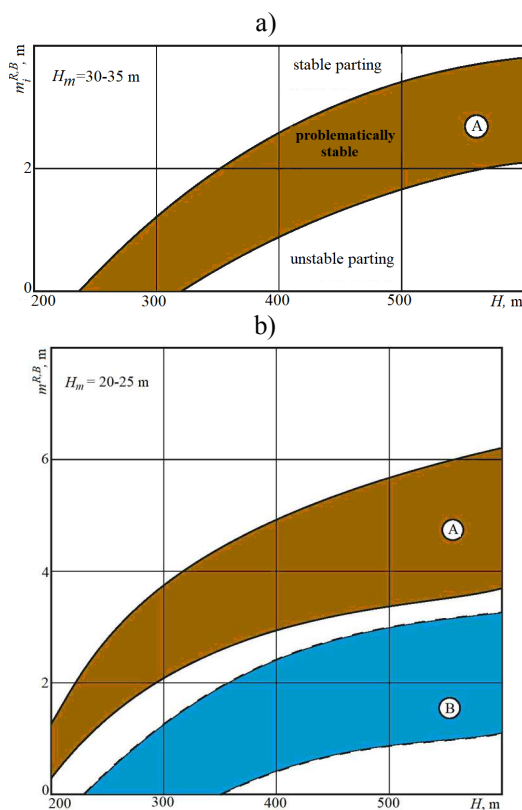 a)
m_i^{R.B}, m
H_m=30-35 m
stable parting
A
problematically
stable
2
unstable parting
0
200 300 400 500 H, m
b)
m^{R.B}, m
H_m = 20-25 m
6
A
4
2
B
0
200 300 400 500 H, m